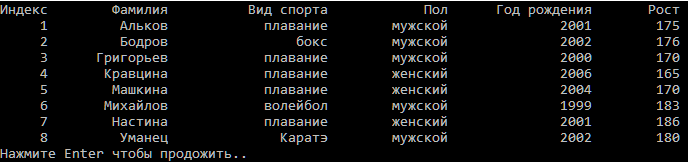 Индекс Фамилия Вид спорта Пол Год рождения Рост
1 Альков плавание мужской 2001 175
2 Бодров бокс мужской 2002 176
3 Григорьев плавание мужской 2000 170
4 Кравцина плавание женский 2006 165
5 Машкина плавание женский 2004 170
6 Михайлов волейбол мужской 1999 183
7 Настина плавание женский 2001 186
8 Уманец Каратэ мужской 2002 180
Нажмите Enter чтобы продожить..